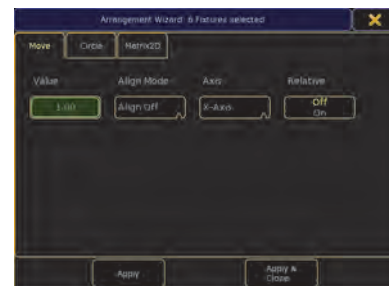 Arrangement Wizard: 6 Fixtures selected
Move Circle Matrix2D
Value Align Mode Axis Relative
1.00 Align Off X-Axis Off
On
Apply Apply &
Close